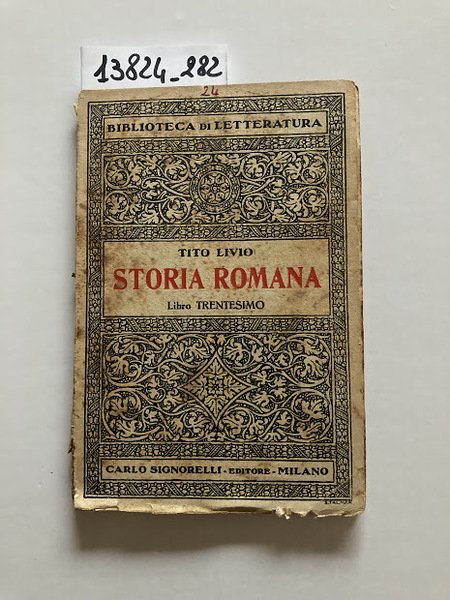 13824_282
24
BIBLIOTECA DI LETTERATURA
TITO LIVIO
STORIA ROMANA
Libro TRENTESIMO
CARLO SIGNORELLI - EDITORE - MILANO